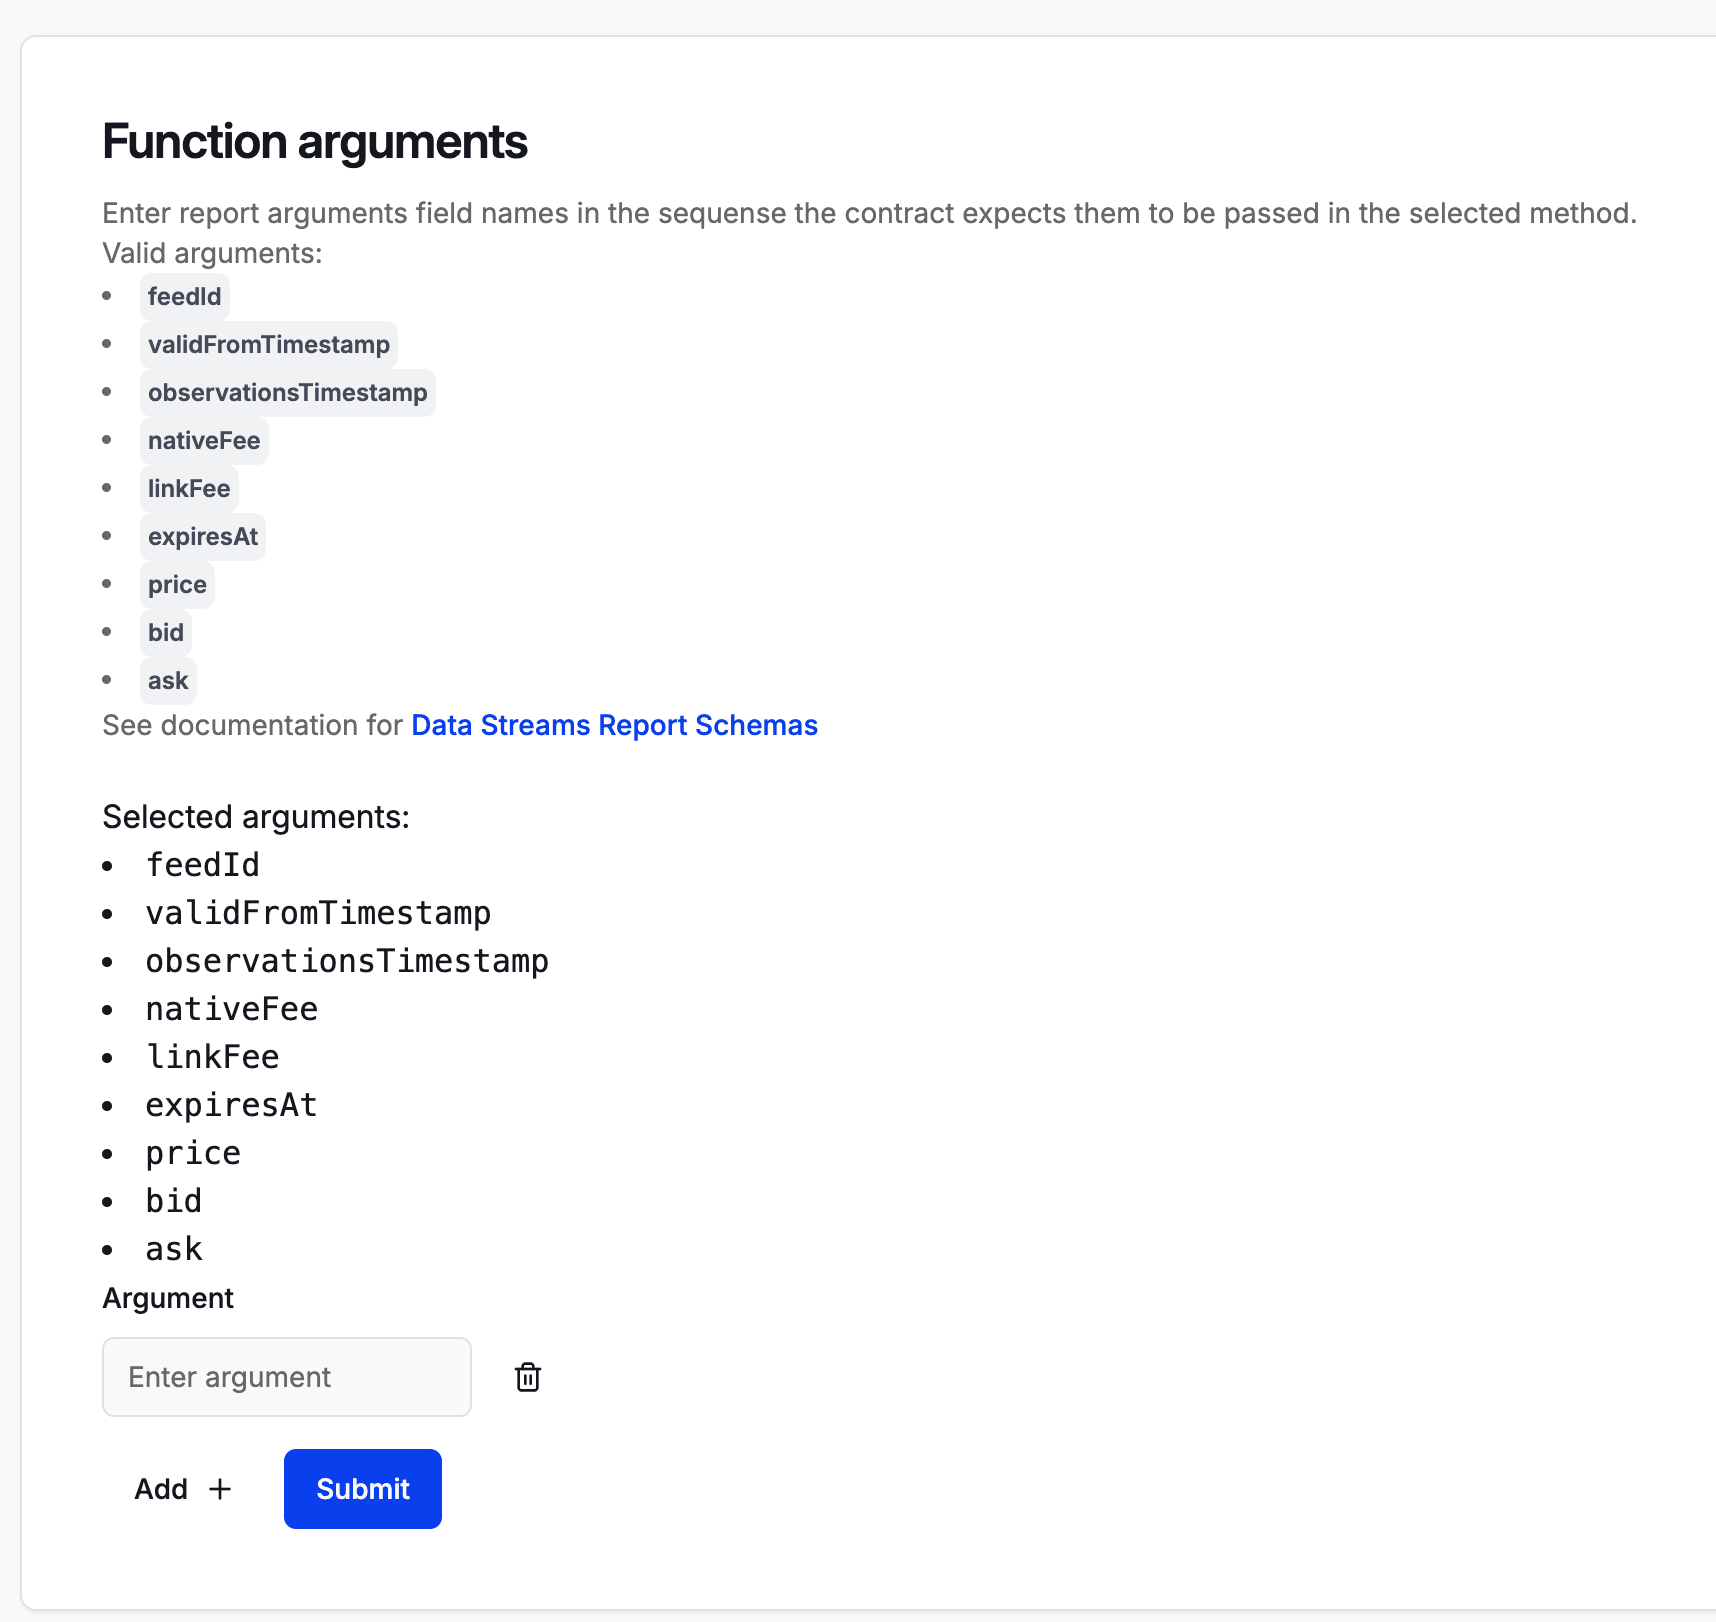 Function arguments
Enter report arguments field names in the sequense the contract expects them to be passed in the selected method.
Valid arguments:
feedId
validFromTimestamp
observationsTimestamp
nativeFee
linkFee
expiresAt
price
bid
ask
See documentation for Data Streams Report Schemas
Selected arguments:
feedId
validFromTimestamp
observationsTimestamp
nativeFee
linkFee
expiresAt
price
bid
ask
Argument
Enter argument
Add +
Submit